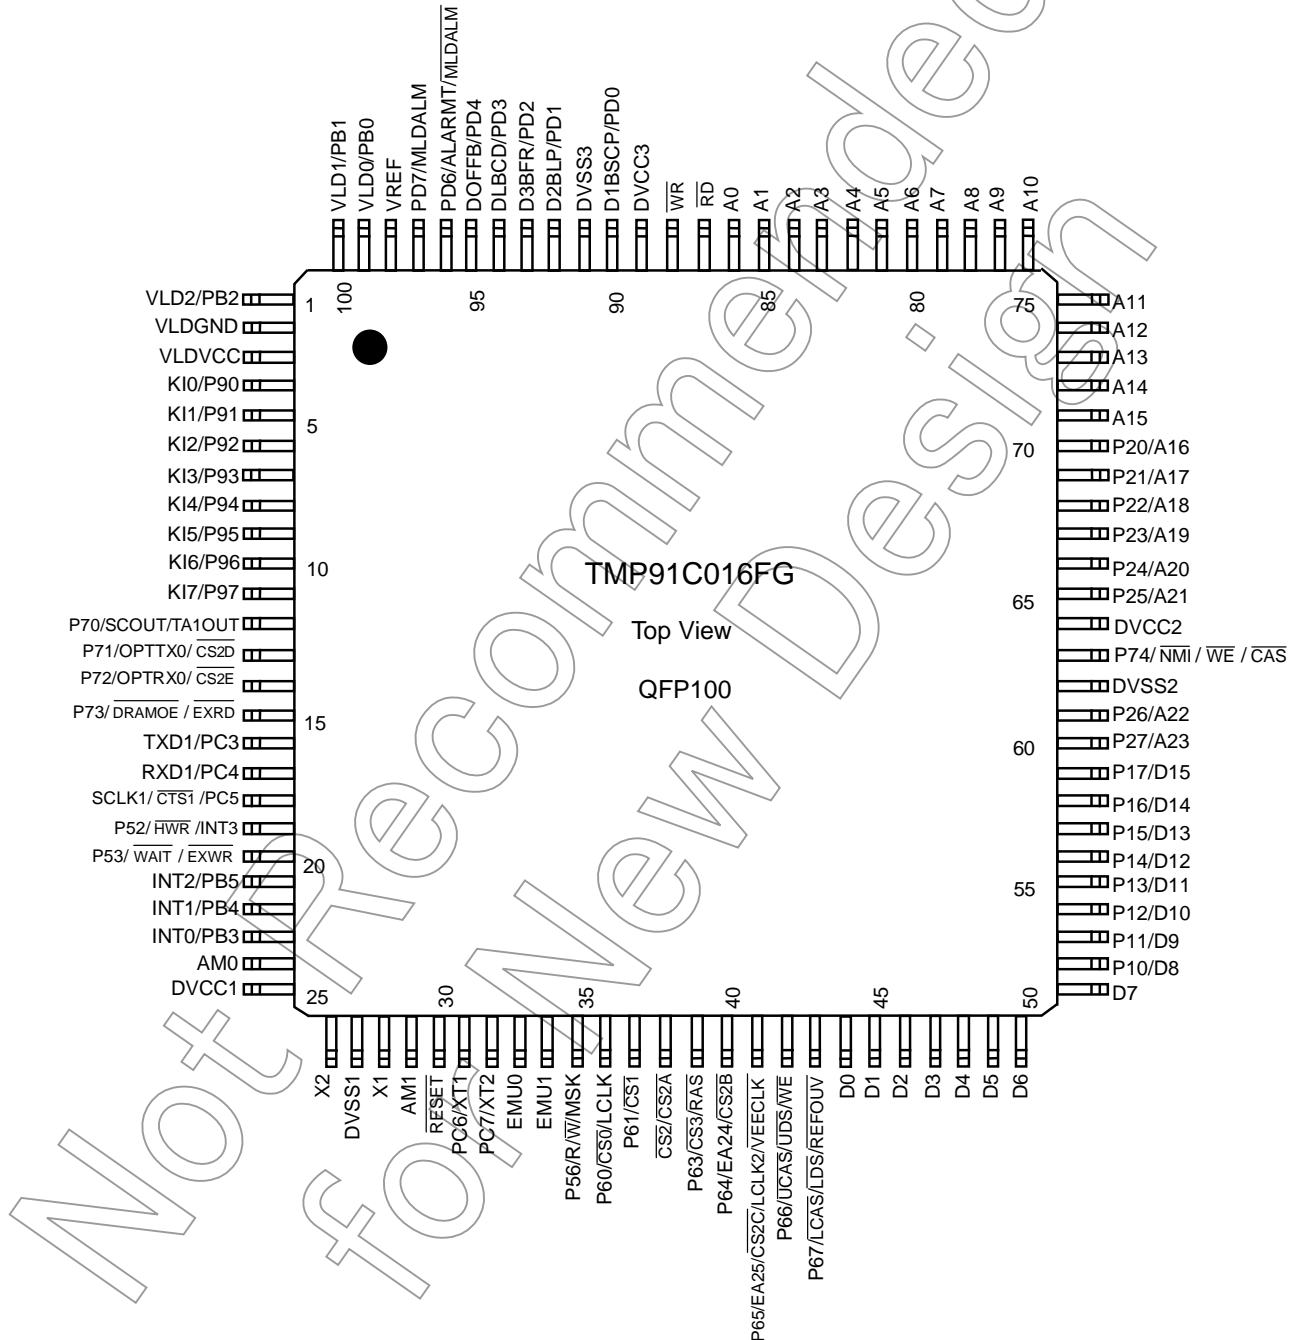 VLD1/PB1
VLD0/PB0
VREF
PD7/MLDALM
PD6/ALARMT/MLDALM
DOFFB/PD4
DLBCD/PD3
D3BFR/PD2
D2BLP/PD1
DVSS3
D1BSCP/PD0
DVCC3
WR
RD
A0
A1
A2
A3
A4
A5
A6
A7
A8
A9
A10
100
95
90
85
80
75
VLD2/PB2
VLDGND
VLDVCC
KI0/P90
KI1/P91
KI2/P92
KI3/P93
KI4/P94
KI5/P95
KI6/P96
KI7/P97
P70/SCOUT/TA1OUT
P71/OPTTX0/ CS2D
P72/OPTRX0/ CS2E
P73/ DRAMOE / EXRD
TXD1/PC3
RXD1/PC4
SCLK1/ CTS1 /PC5
P52/ HWR /INT3
P53/ WAIT / EXWR
INT2/PB5
INT1/PB4
INT0/PB3
AM0
DVCC1
1
5
10
15
20
25
TMP91C016FG
Top View
QFP100
70
65
60
55
A11
A12
A13
A14
A15
P20/A16
P21/A17
P22/A18
P23/A19
P24/A20
P25/A21
DVCC2
P74/ NMI / WE / CAS
DVSS2
P26/A22
P27/A23
P17/D15
P16/D14
P15/D13
P14/D12
P13/D11
P12/D10
P11/D9
P10/D8
D7
30
35
40
45
50
X2
DVSS1
X1
AM1
RESET
PC6/XT1
PC7/XT2
EMU0
EMU1
P56/R/W/MSK
P60/CS0/LCLK
P61/CS1
CS2/CS2A
P63/CS3/RAS
P64/EA24/CS2B
P65/EA25/CS2C/LCLK2/VEECLK
P66/UCAS/UDS/WE
P67/LCAS/LDS/REFOUV
D0
D1
D2
D3
D4
D5
D6
Not Recommended
for New Design